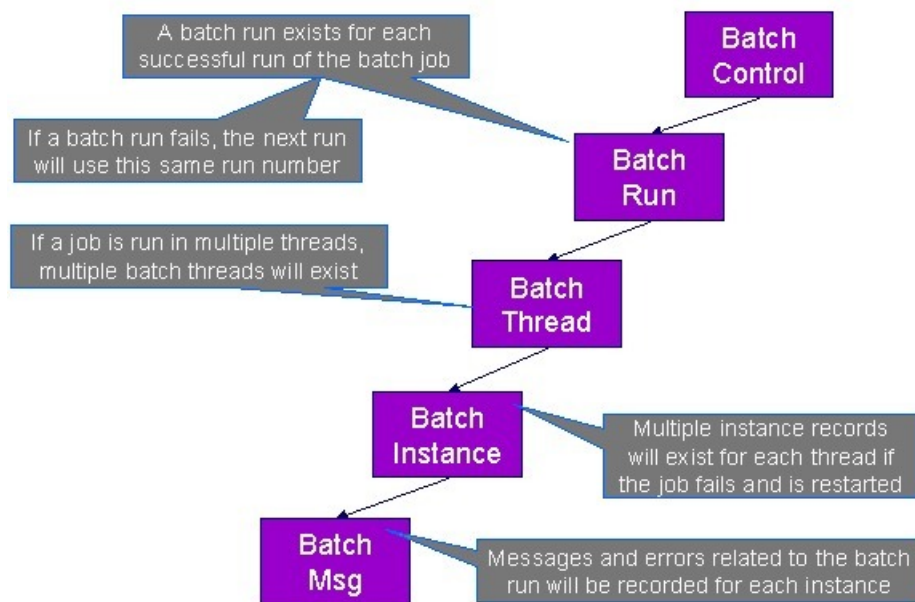 A batch run exists for each
successful run of the batch job
Batch
Control
If a batch run fails, the next run
will use this same run number
Batch
Run
If a job is run in multiple threads,
multiple batch threads will exist
Batch
Thread
Batch
Instance
Multiple instance records
will exist for each thread if
the job fails and is restarted
Batch
Msg
Messages and errors related to the batch
run will be recorded for each instance